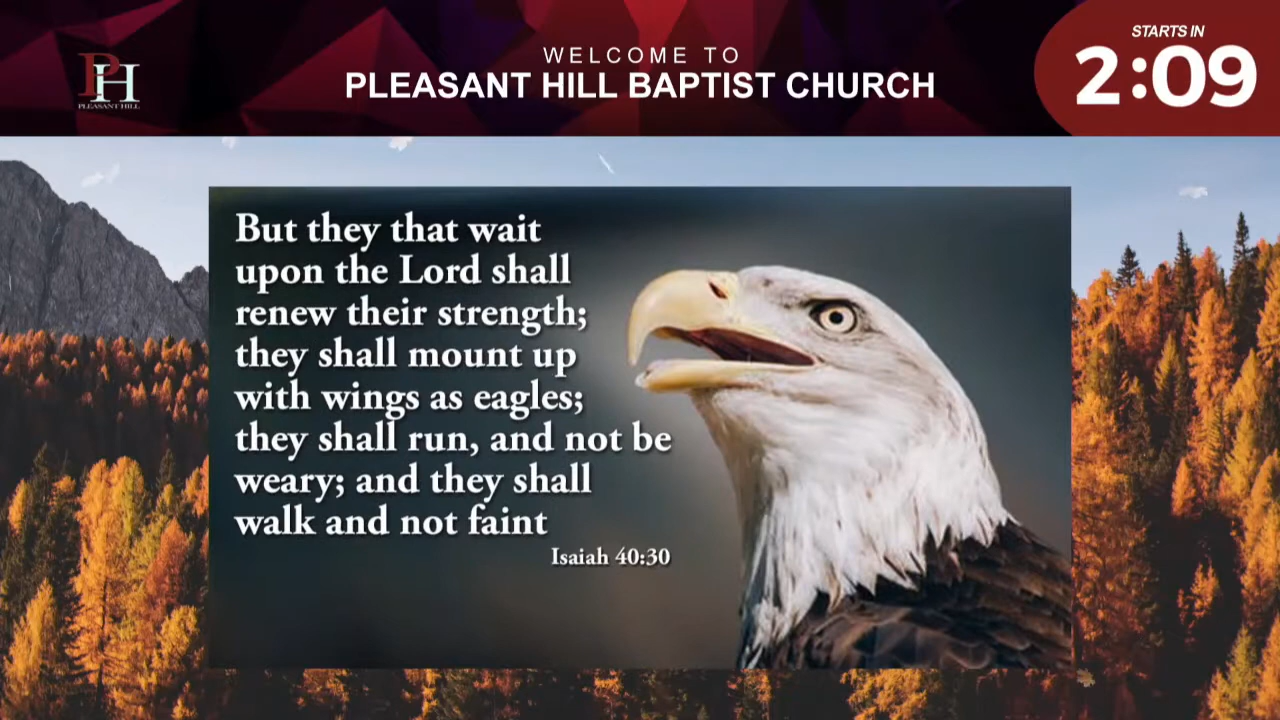 PH
PLEASANT HILL
WELCOME TO
PLEASANT HILL BAPTIST CHURCH
STARTS IN
2:09
But they that wait
upon the Lord shall
renew their strength;
they shall mount up
with wings as eagles;
they shall run, and not be
weary; and they shall
walk and not faint
Isaiah 40:30